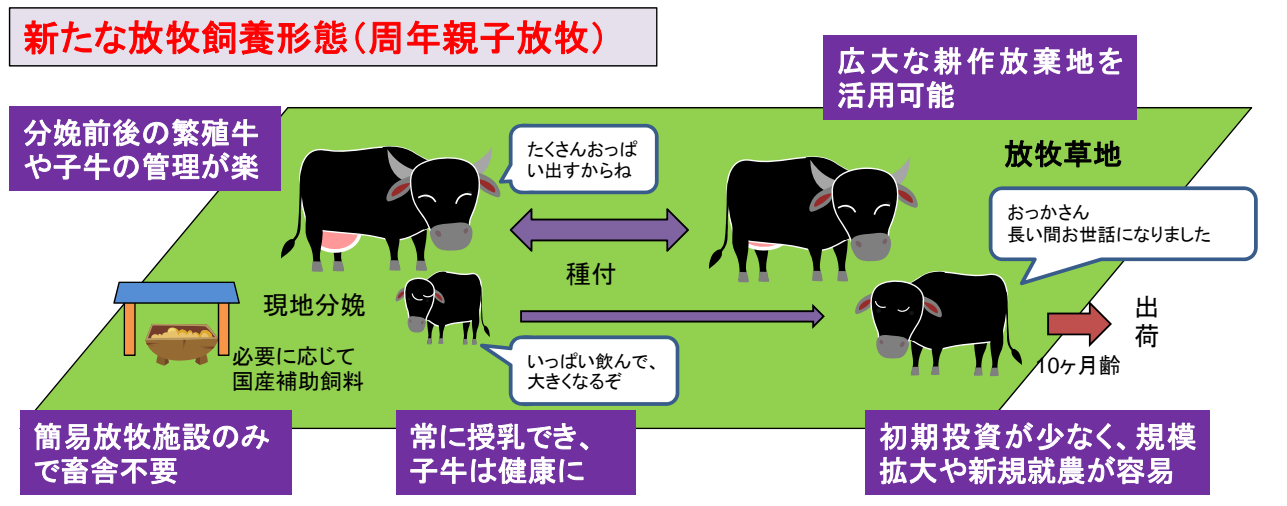 新たな放牧飼養形態（周年親子放牧）
広大な耕作放棄地を
活用可能
分娩前後の繁殖牛
や子牛の管理が楽
たくさんおっぱ
い出すからね
放牧草地
おっかさん
長い間お世話になりました
種付
現地分娩
必要に応じて
国産補助飼料
いっぱい飲んで、
大きくなるぞ
出
荷
10ヶ月齢
簡易放牧施設のみ
で畜舎不要
常に授乳でき、
子牛は健康に
初期投資が少なく、規模
拡大や新規就農が容易